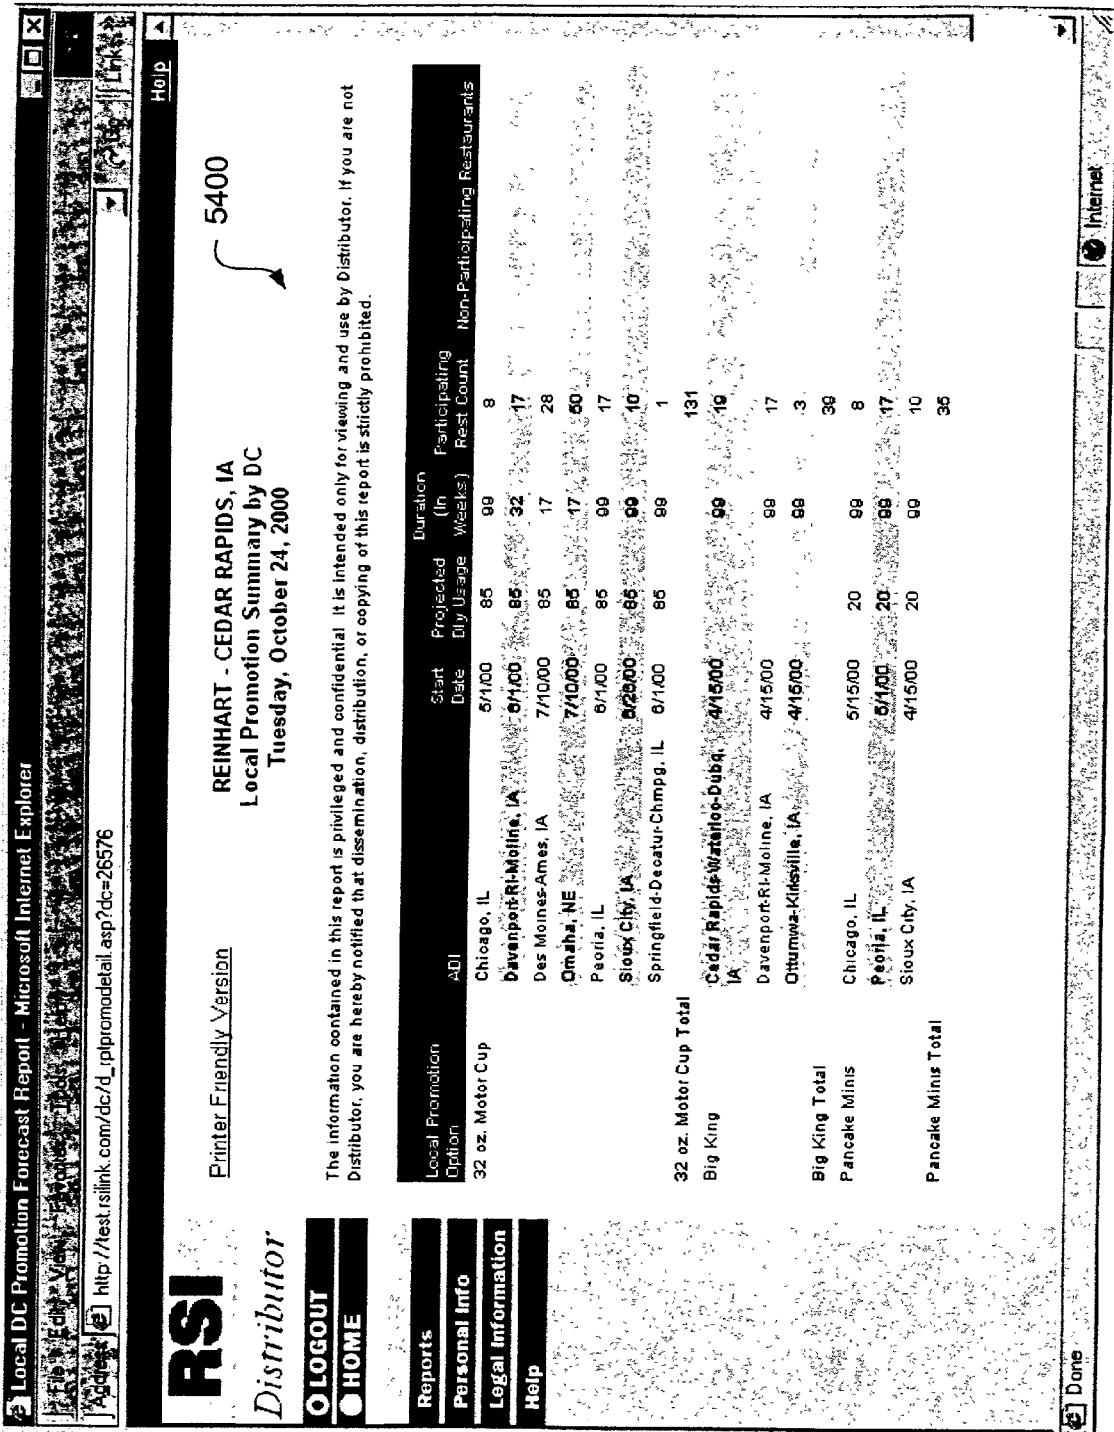 Local DC Promotion Forecast Report - Microsoft Internet Explorer
File Edit View Favorites Tools
Address http://test.rsilink.com/dc/d_rptpromodetail.asp?dc=26576 Go Links
Help
RSI
Distributor
LOGOUT
HOME
Reports
Personal Info
Legal Information
Help
Printer Friendly Version
REINHART - CEDAR RAPIDS, IA
Local Promotion Summary by DC
Tuesday, October 24, 2000
5400
The information contained in this report is privileged and confidential It is intended only for viewing and use by Distributor. If you are not
Distributor, you are hereby notified that dissemination, distribution, or copying of this report is strictly prohibited.
Local Promotion Option ADI Start Date Projected Dly Usage Duration (In Weeks) Participating Rest Count Non-Participating Restaurants
32 oz. Motor Cup Chicago, IL 5/1/00 85 99 8
Davenport-RI-Moline, IA 6/1/00 85 32 17
Des Moines-Ames, IA 7/10/00 85 17 28
Omaha, NE 7/10/00 85 17 50
Peoria, IL 6/1/00 85 99 17
Sioux City, IA 85 99 10
Springfield-Decatur-Chmpg, IL 6/1/00 85 99 1
32 oz. Motor Cup Total 131
Big King Cedar Rapids-Waterloo-Dubq, IA 4/15/00 99 19
Davenport-RI-Moline, IA 4/15/00 99 17
Ottumwa-Kirksville, IA 4/15/00 99 3
Big King Total 39
Pancake Minis Chicago, IL 5/15/00 20 99 8
Peoria, IL 5/1/00 20 99 17
Sioux City, IA 4/15/00 20 99 10
Pancake Minis Total 35
Done Internet